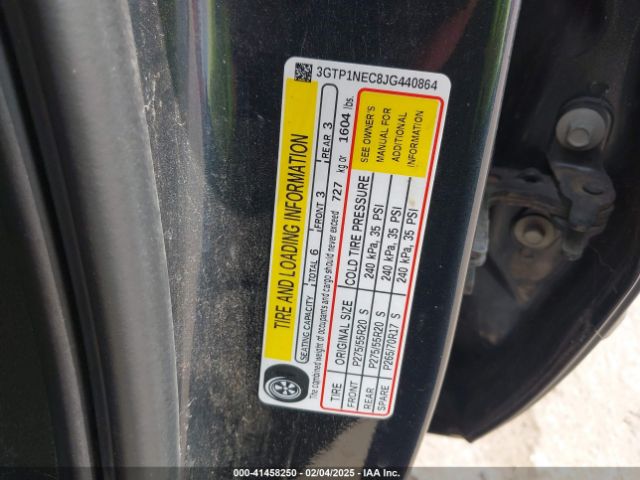 3GTP1NEC8JG440864
TIRE AND LOADING INFORMATION
SEATING CAPACITY TOTAL 6 FRONT 3 REAR 3
The combined weight of occupants and cargo should never exceed 727 kg or 1604 lbs.
TIRE ORIGINAL SIZE COLD TIRE PRESSURE
FRONT P275/55R20 S 240 kPa, 35 PSI
REAR P275/55R20 S 240 kPa, 35 PSI
SPARE P265/70R17 S 240 kPa, 35 PSI
SEE OWNER'S
MANUAL FOR
ADDITIONAL
INFORMATION
000-41458250 - 02/04/2025 - IAA Inc.